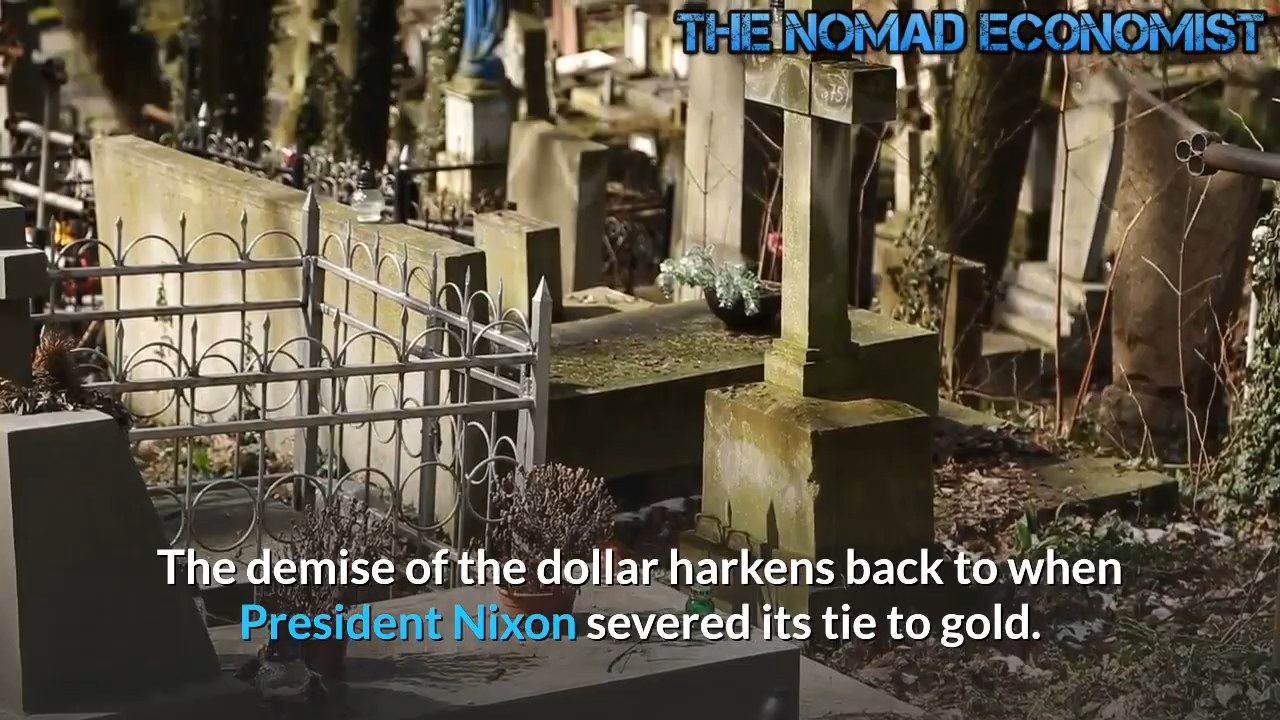 THE NOMAD ECONOMIST
The demise of the dollar harkens back to when
President Nixon severed its tie to gold.